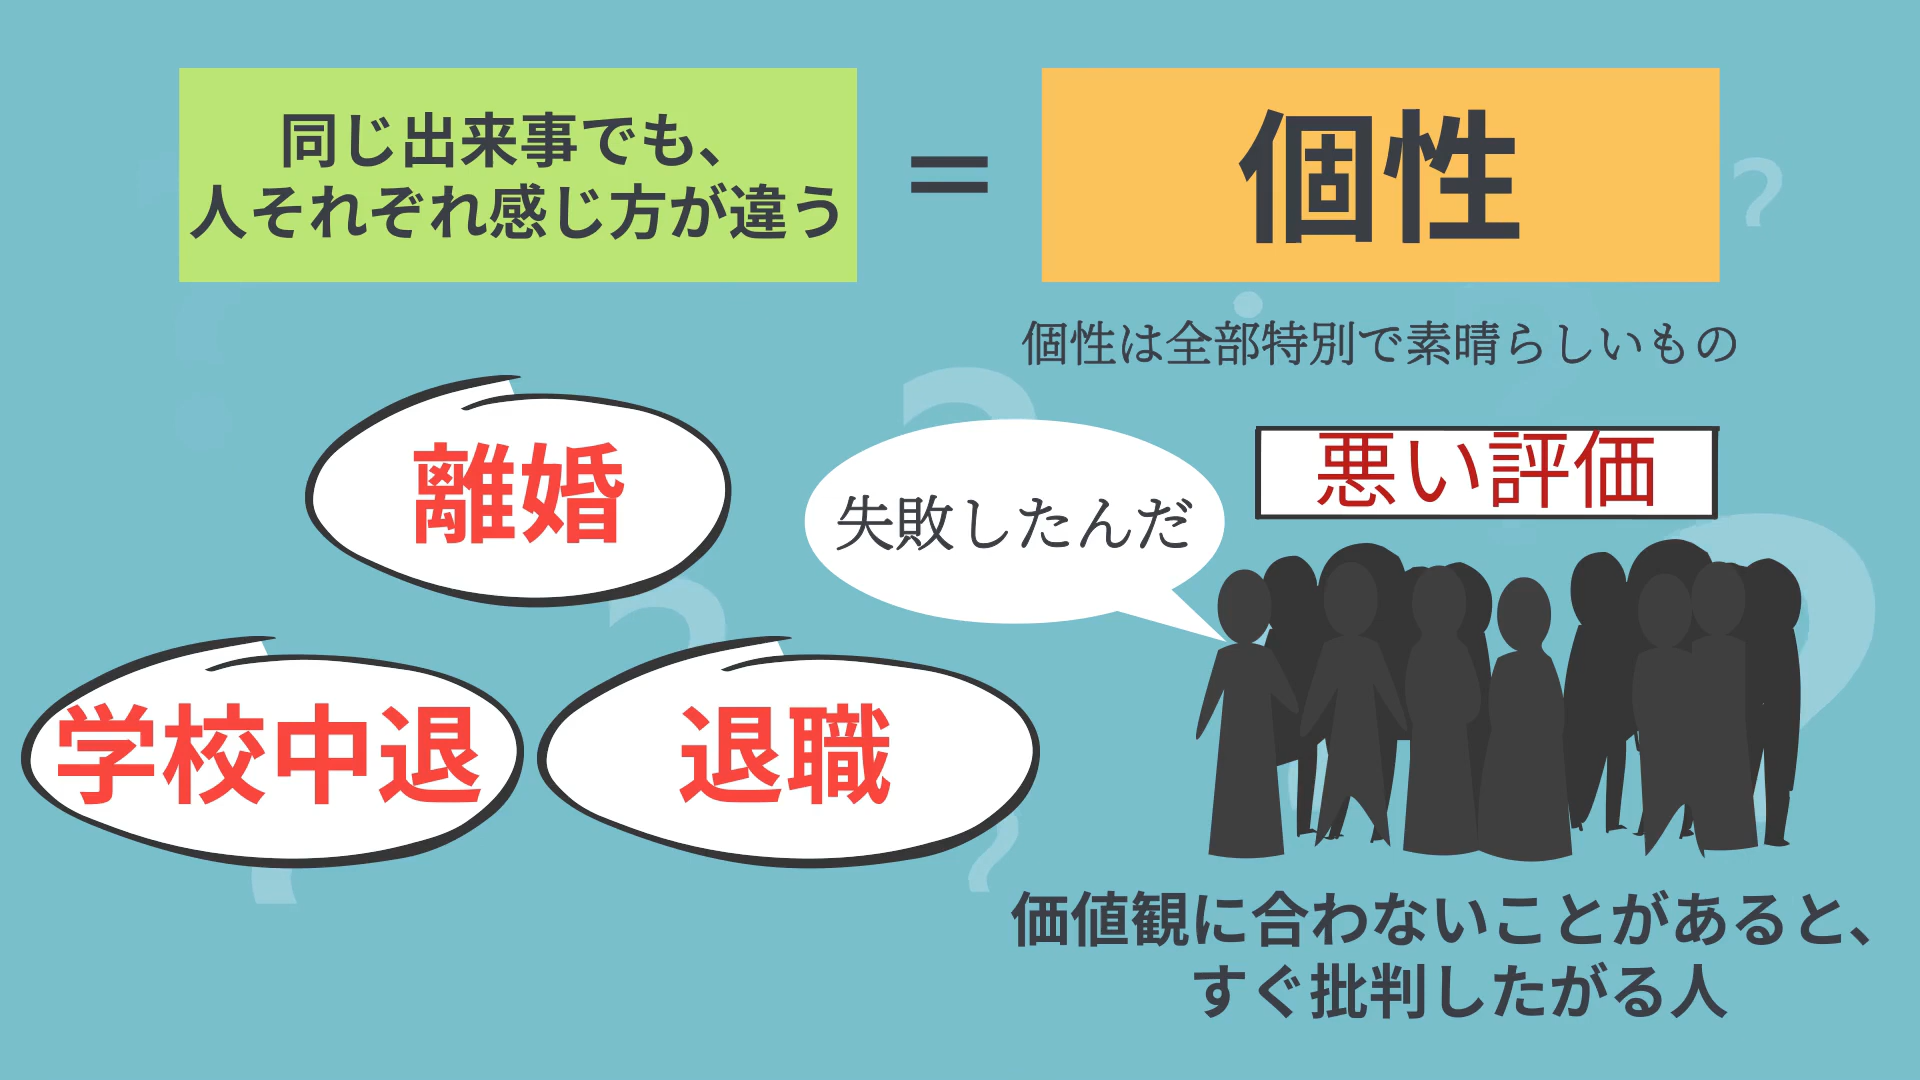 同じ出来事でも、
人それぞれ感じ方が違う
＝
個性
個性は全部特別で素晴らしいもの
離婚
失敗したんだ
悪い評価
学校中退
退職
価値観に合わないことがあると、
すぐ批判したがる人